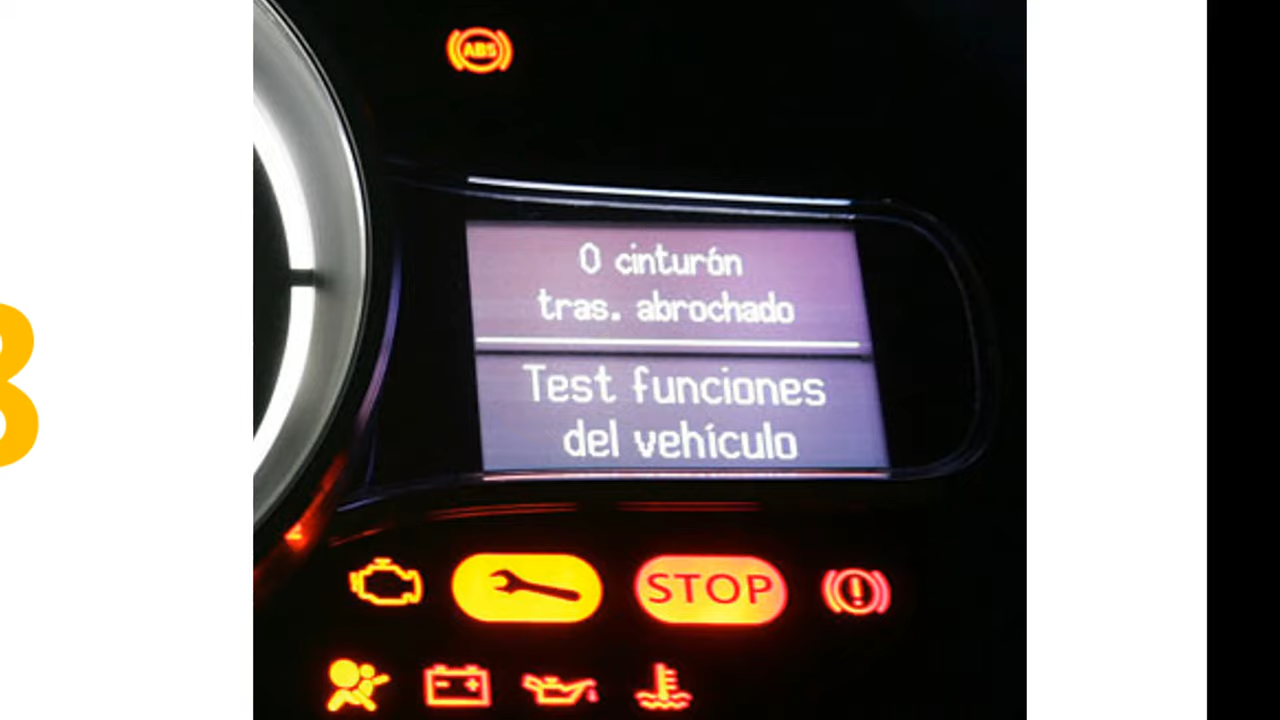 ABS
0 cinturón
tras. abrochado
Test funciones
del vehículo
STOP